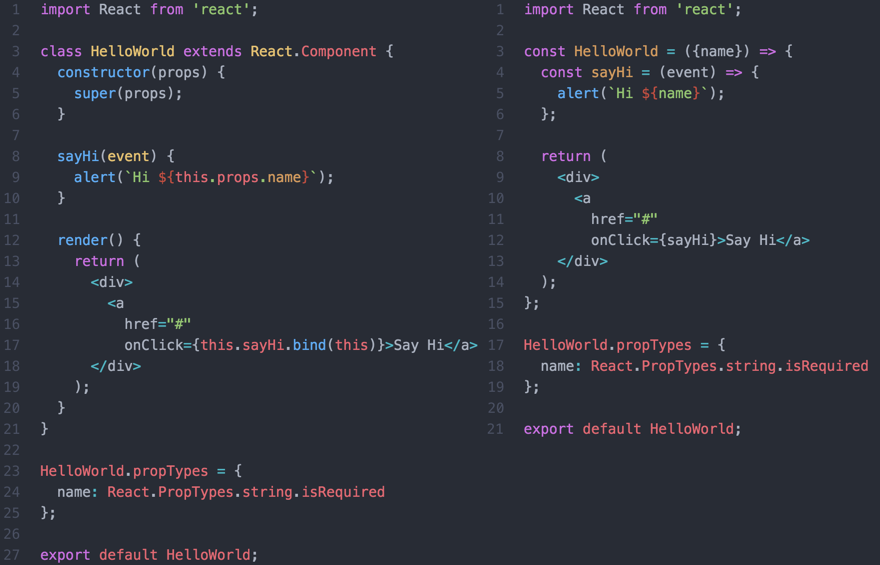 1 import React from 'react';
2
3 class HelloWorld extends React.Component {
4   constructor(props) {
5     super(props);
6   }
7
8   sayHi(event) {
9     alert(`Hi ${this.props.name}`);
10   }
11
12   render() {
13     return (
14       <div>
15         <a
16           href="#"
17           onClick={this.sayHi.bind(this)}>Say Hi</a>
18       </div>
19     );
20   }
21 }
22
23 HelloWorld.propTypes = {
24   name: React.PropTypes.string.isRequired
25 };
26
27 export default HelloWorld;
1 import React from 'react';
2
3 const HelloWorld = ({name}) => {
4   const sayHi = (event) => {
5     alert(`Hi ${name}`);
6   };
7
8   return (
9     <div>
10       <a
11         href="#"
12         onClick={sayHi}>Say Hi</a>
13     </div>
14   );
15 };
16
17 HelloWorld.propTypes = {
18   name: React.PropTypes.string.isRequired
19 };
20
21 export default HelloWorld;